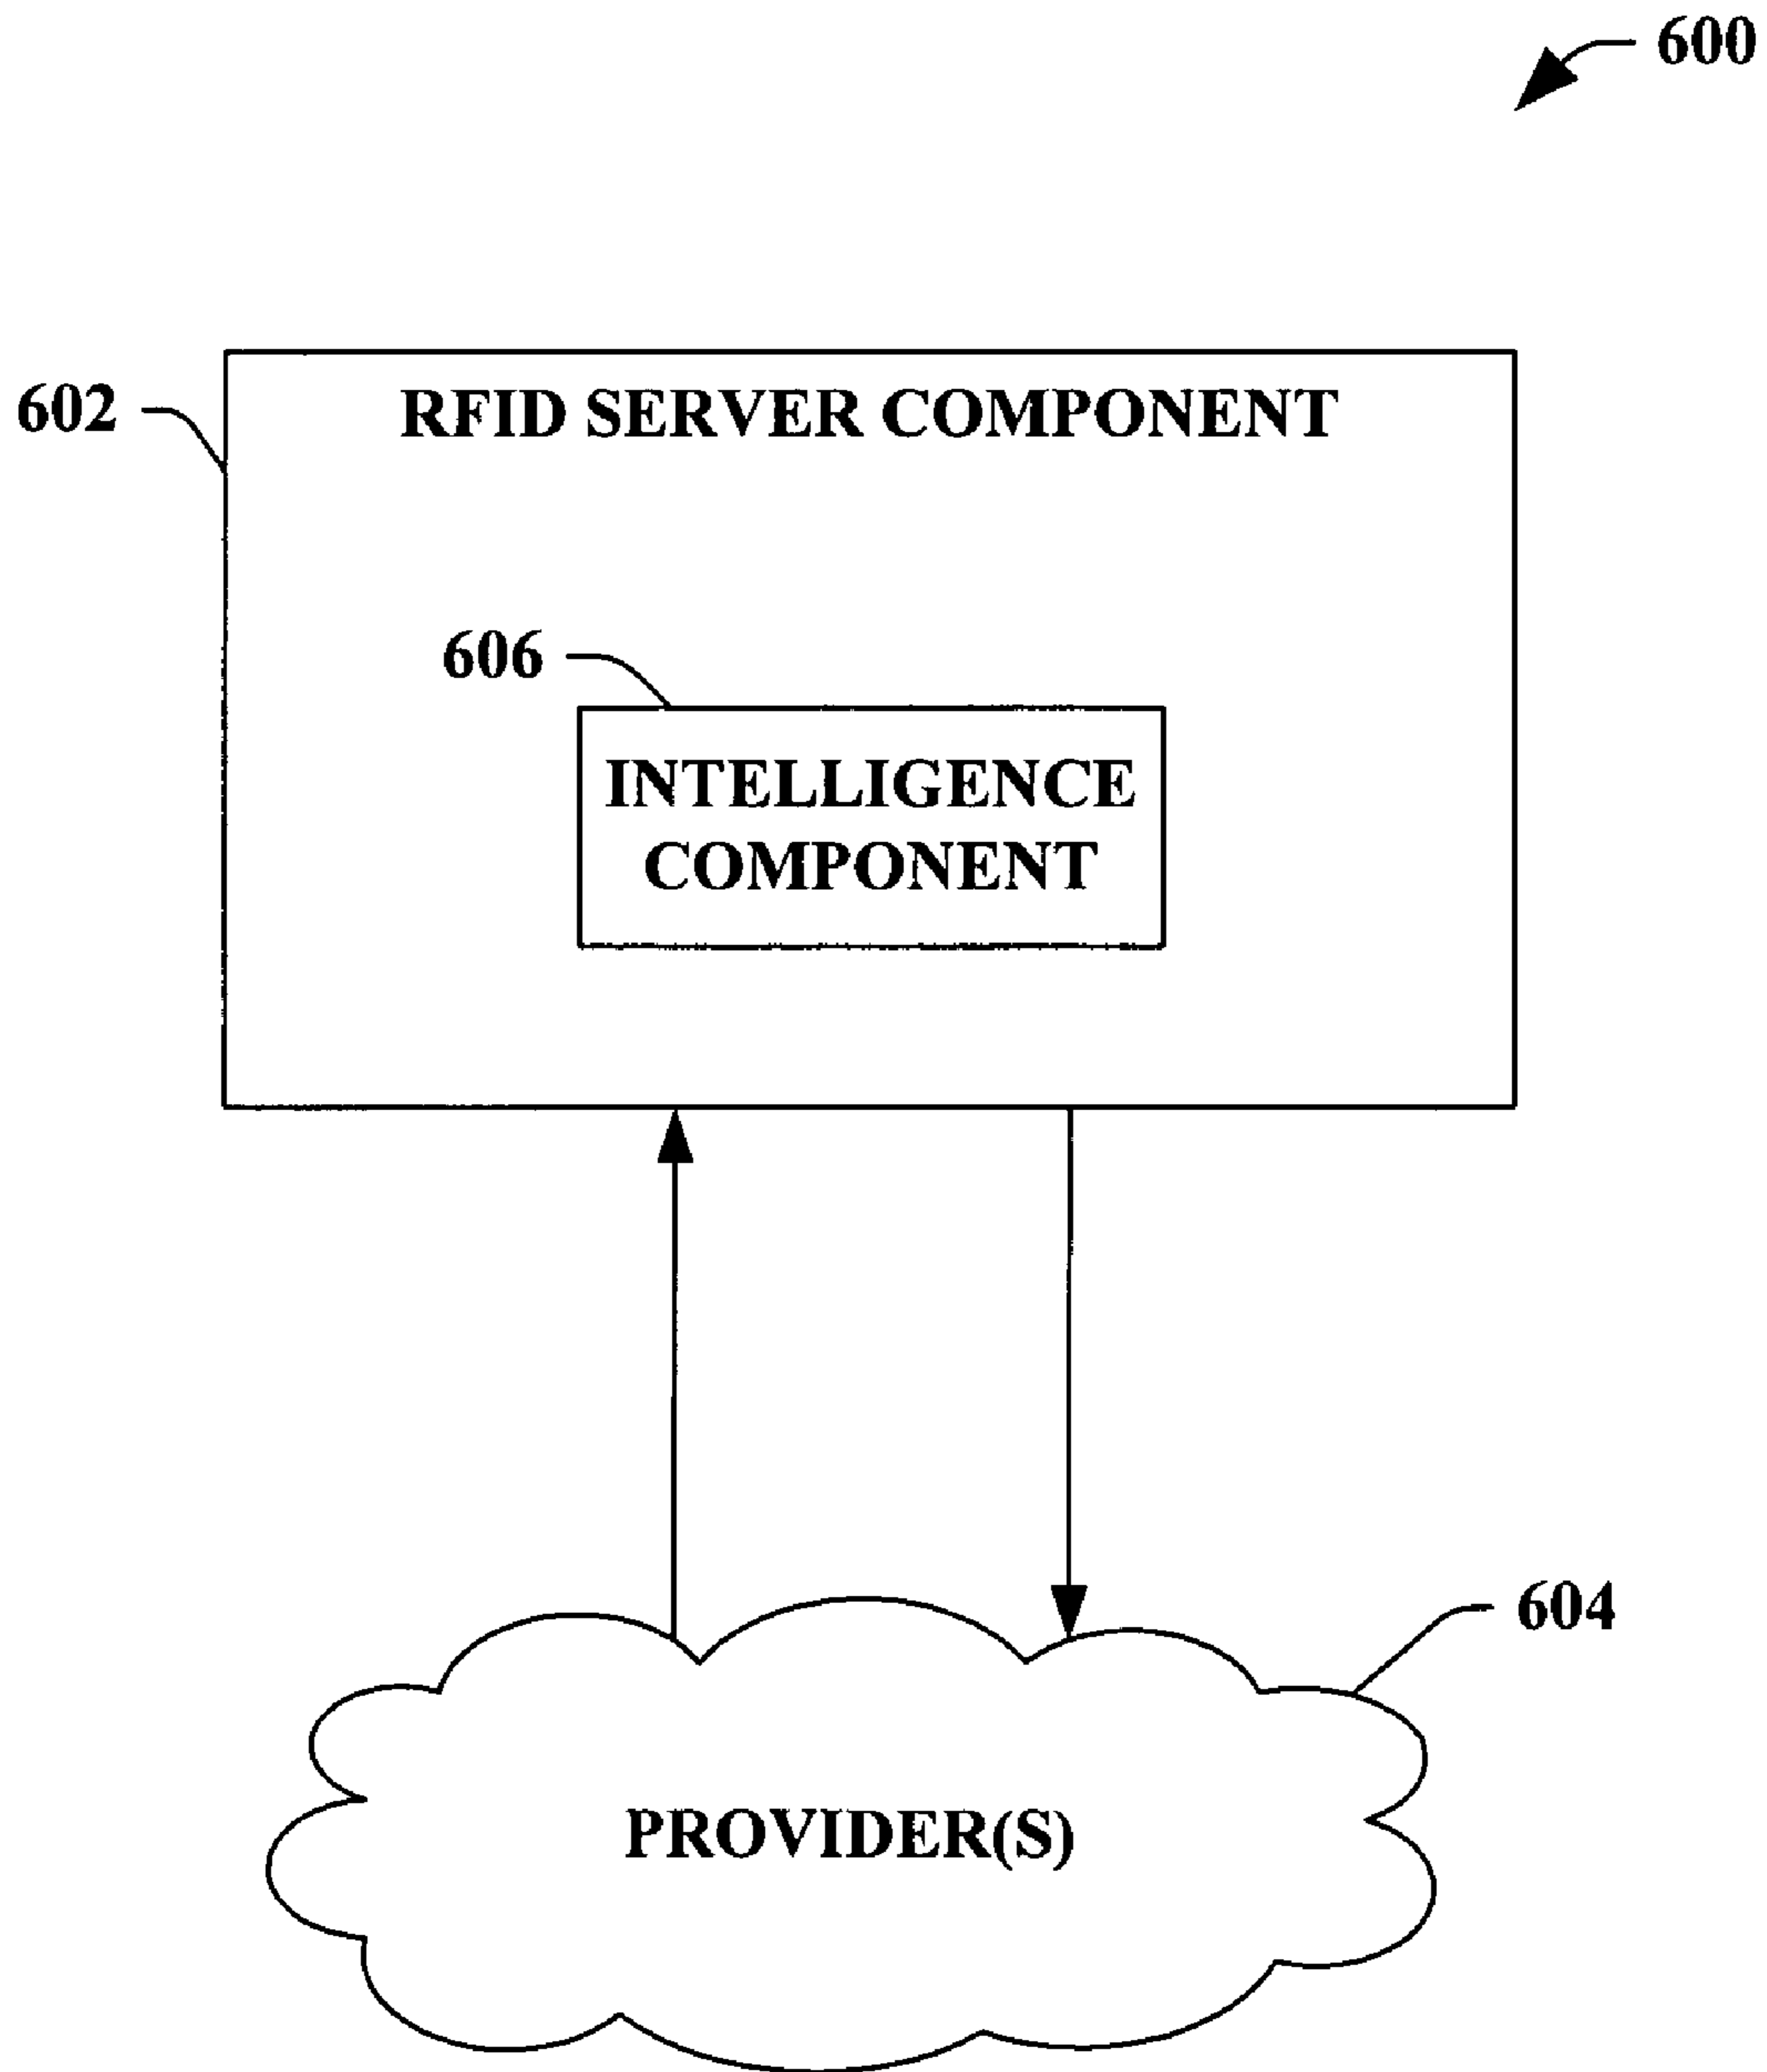 600
602
RFID SERVER COMPONENT
606
INTELLIGENCE
COMPONENT
604
PROVIDER(S)